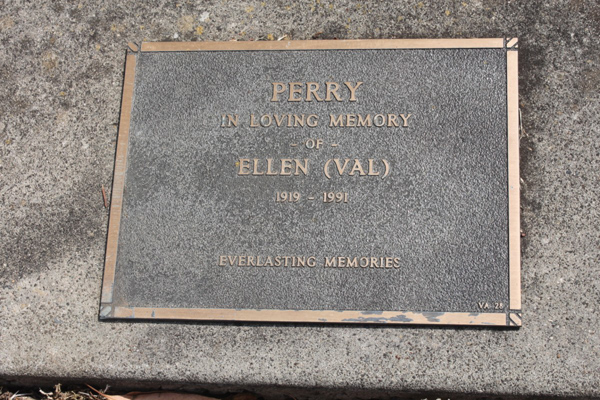 PERRY
IN LOVING MEMORY
- OF -
ELLEN (VAL)
1919 - 1991
EVERLASTING MEMORIES
VA 28